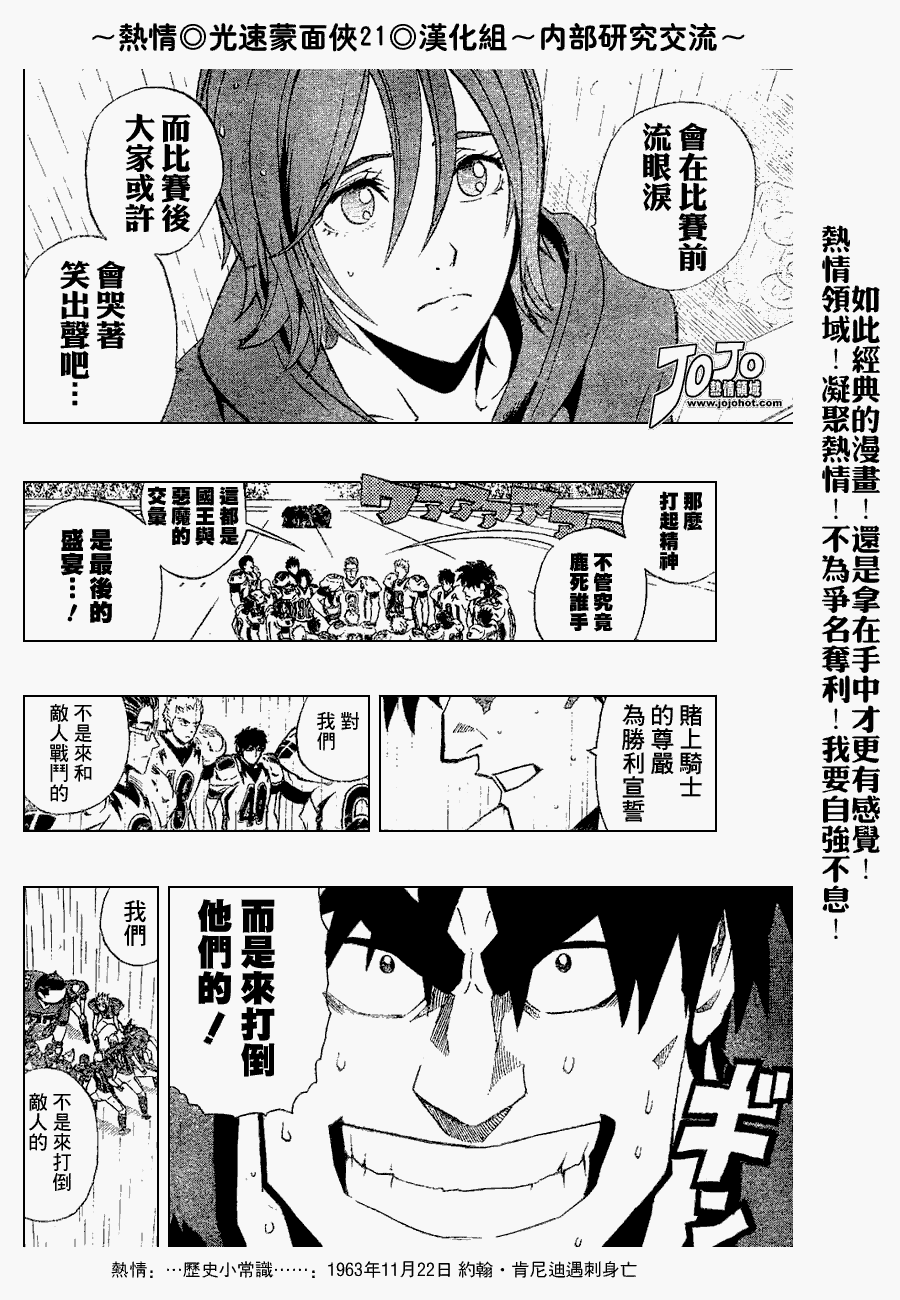 ～熱情◎光速蒙面俠21◎漢化組～内部研究交流～
會在比賽前
流眼淚
而比賽後
大家或許
會哭著
笑出聲吧…
JOJO
熱情領域
www.jojohot.com
那麼
打起精神
不管究竟
鹿死誰手
這都是
國王與
惡魔的
交彙
是最後的
盛宴…！
ワアアアアアー
賭上騎士
的尊嚴
為勝利宣誓
對
我們
不是來和
敵人戰鬥的
而是來打倒
他們的！
ギン
我們
不是來打倒
敵人的
如此經典的漫畫！還是拿在手中才更有感覺！
熱情領域！凝聚熱情！不為爭名奪利！我要自強不息！
熱情：…歷史小常識……：1963年11月22日 約翰·肯尼迪遇刺身亡